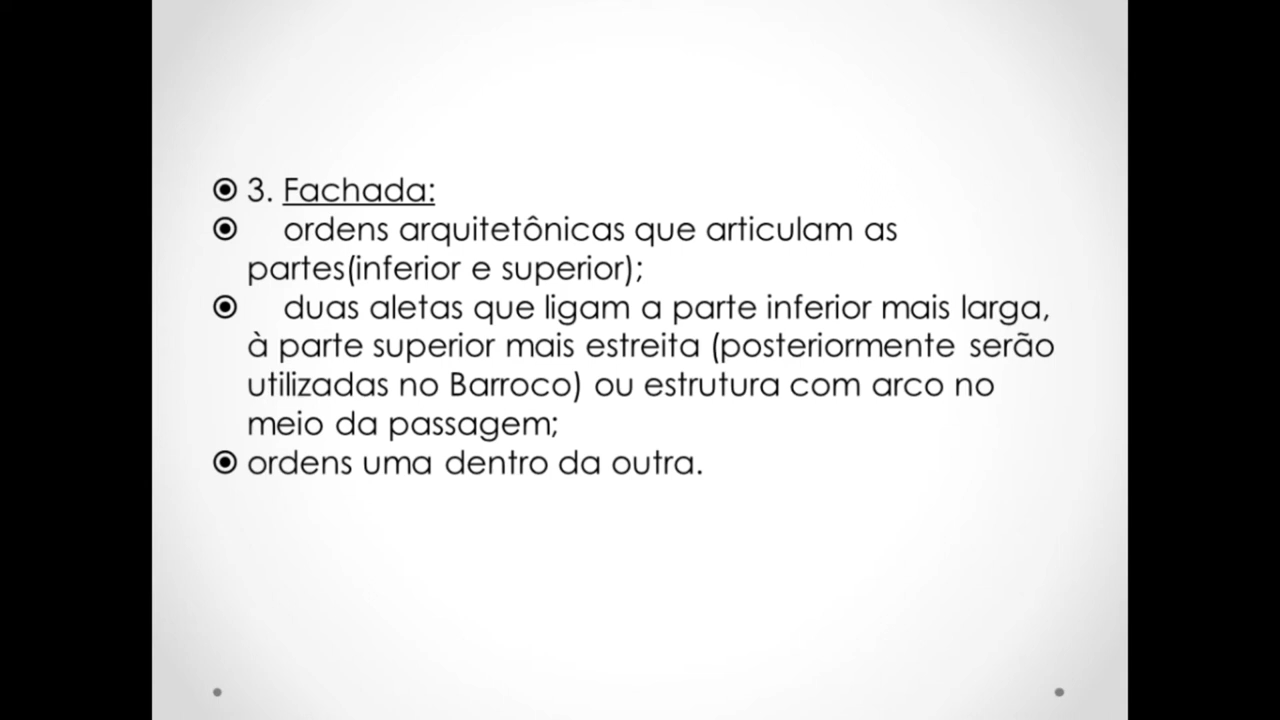 3. Fachada:
ordens arquitetônicas que articulam as
partes(inferior e superior);
duas aletas que ligam a parte inferior mais larga,
à parte superior mais estreita (posteriormente serão
utilizadas no Barroco) ou estrutura com arco no
meio da passagem;
ordens uma dentro da outra.